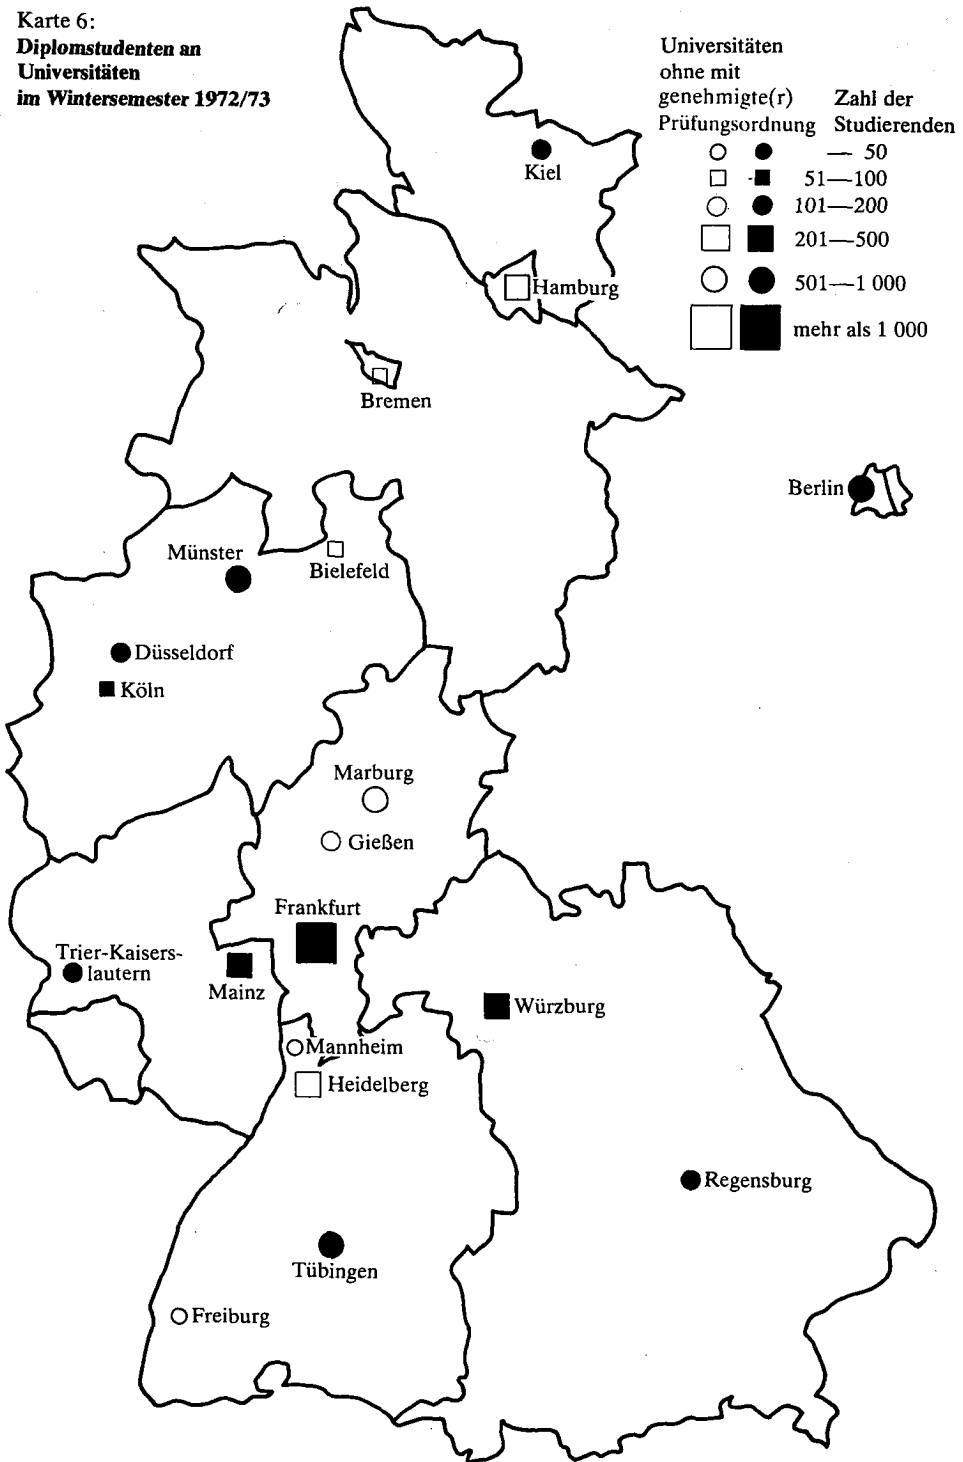 Karte 6:
Diplomstudenten an
Universitäten
im Wintersemester 1972/73
Universitäten
ohne mit
genehmigte(r) Zahl der
Prüfungsordnung Studierenden
— 50
51—100
101—200
201—500
501—1 000
mehr als 1 000
Kiel
Hamburg
Bremen
Berlin
Münster
Bielefeld
Düsseldorf
Köln
Marburg
Gießen
Frankfurt
Trier-Kaisers-
lautern
Mainz
Würzburg
Mannheim
Heidelberg
Regensburg
Tübingen
Freiburg